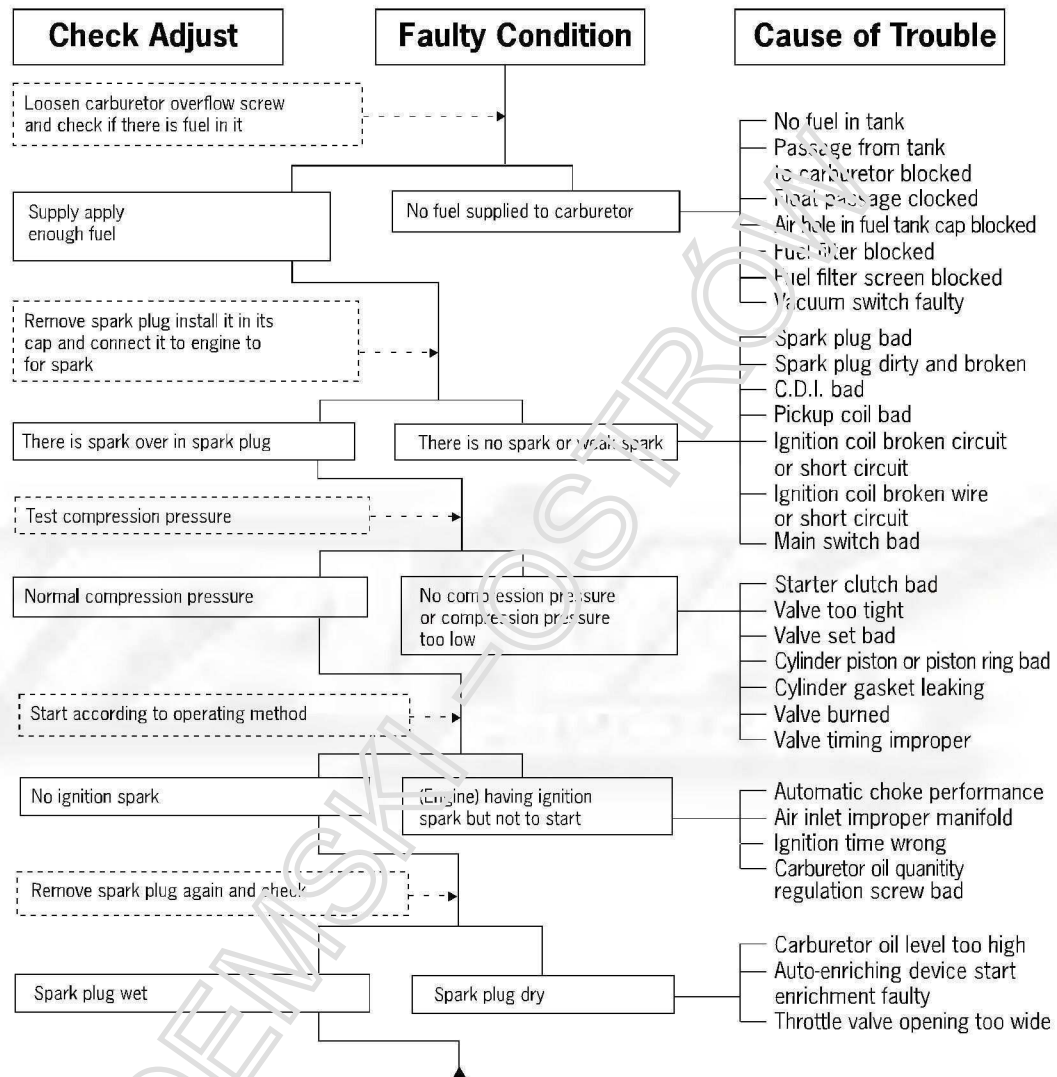 Check Adjust
Faulty Condition
Cause of Trouble
Loosen carburetor overflow screw
and check if there is fuel in it
Supply apply
enough fuel
No fuel supplied to carburetor
No fuel in tank
Passage from tank
to carburetor blocked
Float passage clocked
Air hole in fuel tank cap blocked
Fuel filter blocked
Fuel filter screen blocked
Vacuum switch faulty
Remove spark plug install it in its
cap and connect it to engine to
for spark
There is spark over in spark plug
There is no spark or weak spark
Spark plug bad
Spark plug dirty and broken
C.D.I. bad
Pickup coil bad
Ignition coil broken circuit
or short circuit
Ignition coil broken wire
or short circuit
Main switch bad
Test compression pressure
Normal compression pressure
No compression pressure
or compression pressure
too low
Starter clutch bad
Valve too tight
Valve set bad
Cylinder piston or piston ring bad
Cylinder gasket leaking
Valve burned
Valve timing improper
Start according to operating method
No ignition spark
(Engine) having ignition
spark but not to start
Automatic choke performance
Air inlet improper manifold
Ignition time wrong
Carburetor oil quanitity
regulation screw bad
Remove spark plug again and check
Spark plug wet
Spark plug dry
Carburetor oil level too high
Auto-enriching device start
enrichment faulty
Throttle valve opening too wide
DEMSKI-OSTRÓW